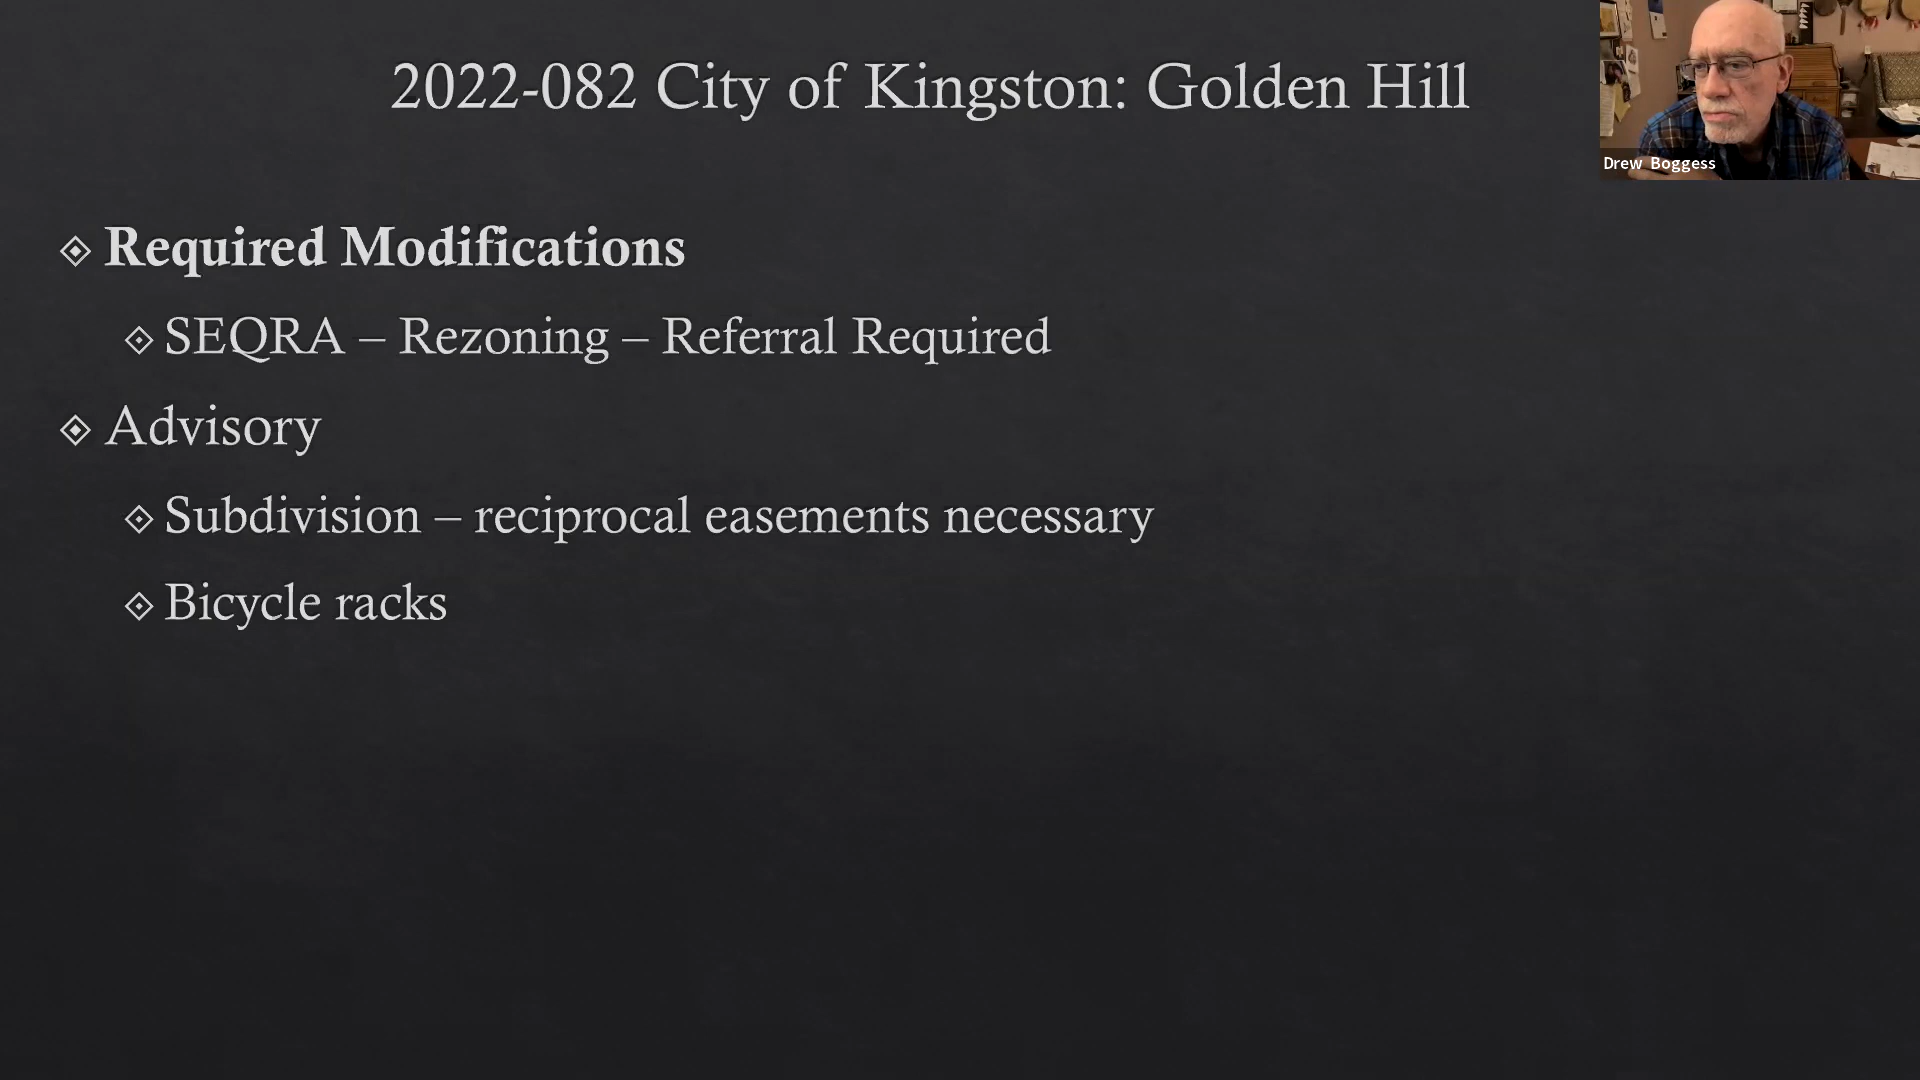 2022-082 City of Kingston: Golden Hill
Drew Boggess
Required Modifications
SEQRA – Rezoning – Referral Required
Advisory
Subdivision – reciprocal easements necessary
Bicycle racks